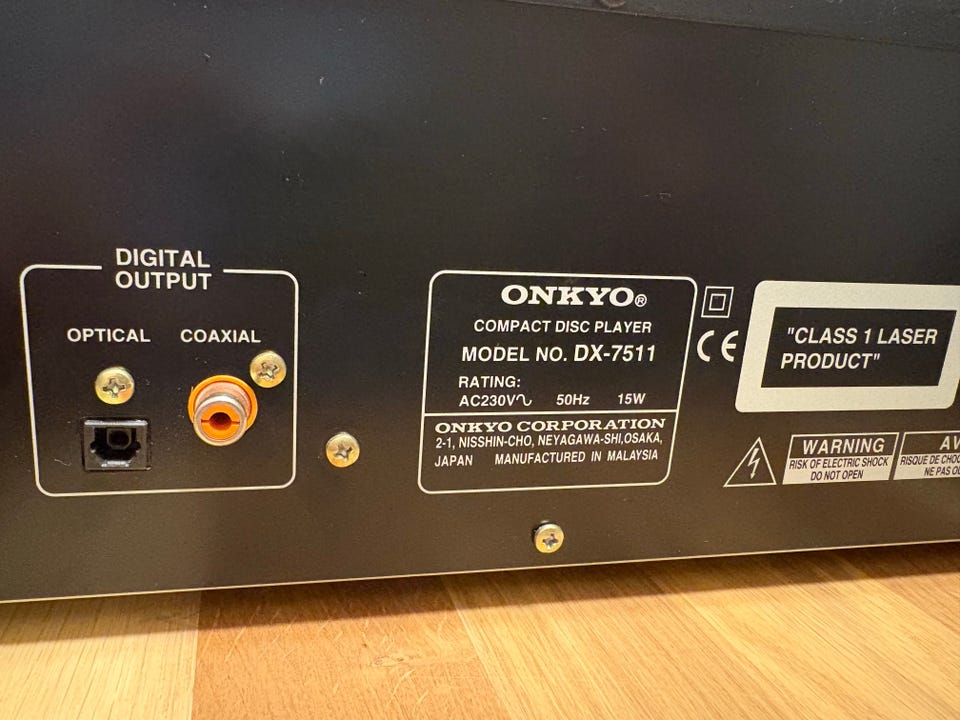 DIGITAL
OUTPUT
OPTICAL COAXIAL
ONKYO®
COMPACT DISC PLAYER
MODEL NO. DX-7511
RATING:
AC230V∿ 50Hz 15W
ONKYO CORPORATION
2-1, NISSHIN-CHO, NEYAGAWA-SHI,OSAKA,
JAPAN MANUFACTURED IN MALAYSIA
CE
"CLASS 1 LASER
PRODUCT"
WARNING
RISK OF ELECTRIC SHOCK
DO NOT OPEN
RISQUE DE
NE PAS